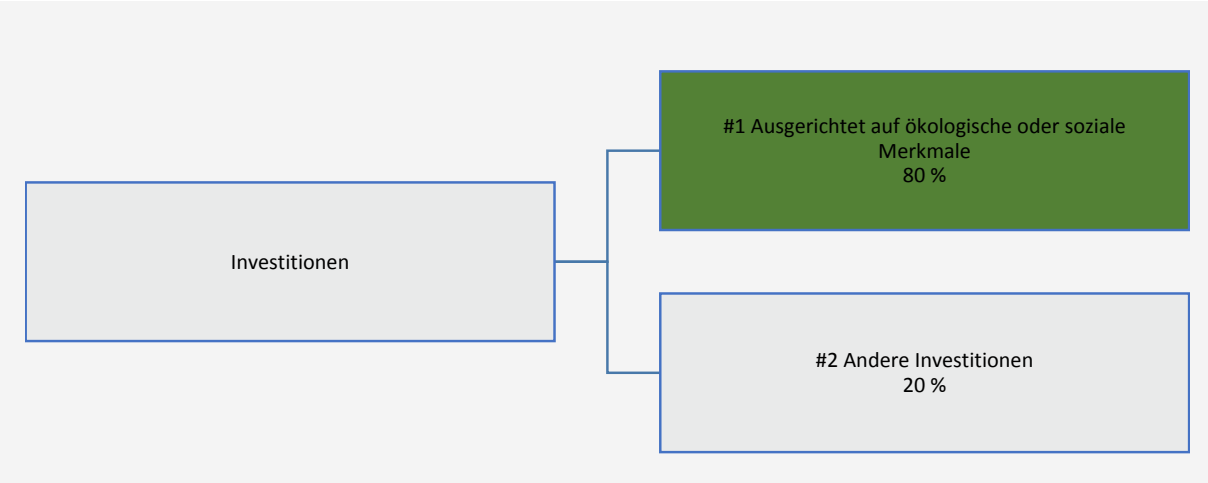 Investitionen
#1 Ausgerichtet auf ökologische oder soziale
Merkmale
80 %
#2 Andere Investitionen
20 %